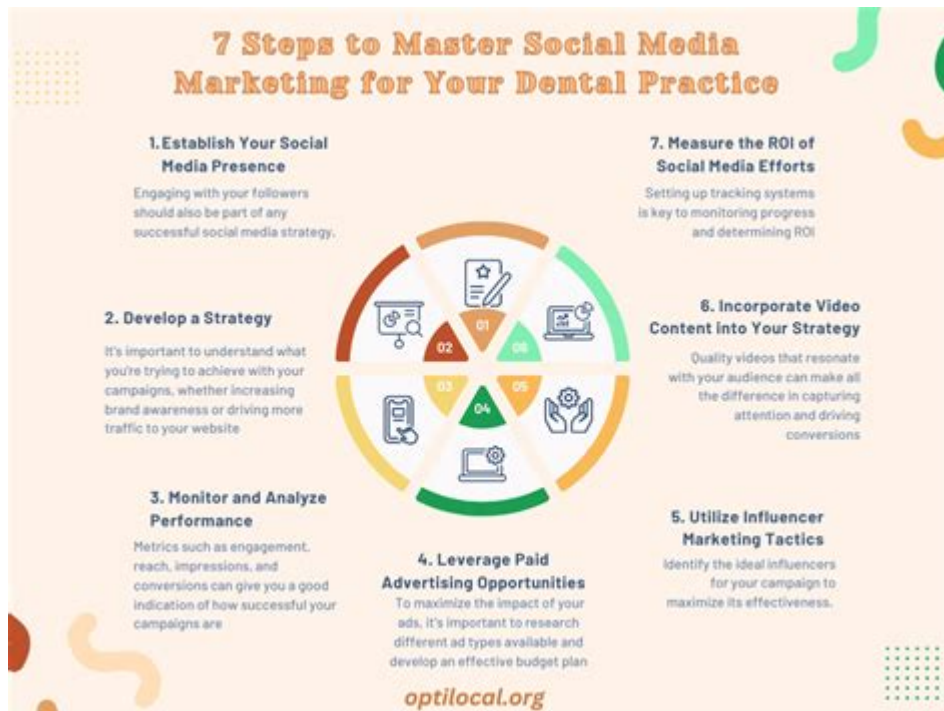 7 Steps to Master Social Media
Marketing for Your Dental Practice
1. Establish Your Social
Media Presence
Engaging with your followers
should also be part of any
successful social media strategy.
2. Develop a Strategy
It's important to understand what
you're trying to achieve with your
campaigns, whether increasing
brand awareness or driving more
traffic to your website
3. Monitor and Analyze
Performance
Metrics such as engagement,
reach, impressions, and
conversions can give you a good
indication of how successful your
campaigns are
4. Leverage Paid
Advertising Opportunities
To maximize the impact of your
ads, it's important to research
different ad types available and
develop an effective budget plan
5. Utilize Influencer
Marketing Tactics
Identify the ideal influencers
for your campaign to
maximize its effectiveness.
6. Incorporate Video
Content into Your Strategy
Quality videos that resonate
with your audience can make all
the difference in capturing
attention and driving
conversions
7. Measure the ROI of
Social Media Efforts
Setting up tracking systems
is key to monitoring progress
and determining ROI
01
02
03
04
05
06
optilocal.org